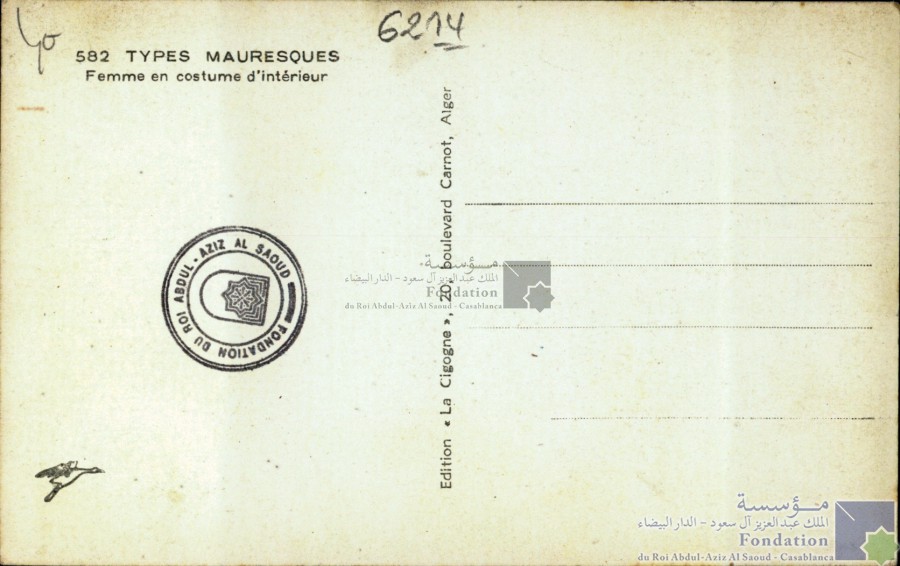 6214
40
582 TYPES MAURESQUES
Femme en costume d'intérieur
Edition « La Cigogne », 20, boulevard Carnot, Alger
FONDATION DU ROI ABDUL-AZIZ AL SAOUD
مؤسسة
الملك عبدالعزيز آل سعود - الدار البيضاء
Fondation
du Roi Abdul-Aziz Al Saoud - Casablanca
مؤسسة
الملك عبدالعزيز آل سعود - الدار البيضاء
Fondation
du Roi Abdul-Aziz Al Saoud - Casablanca